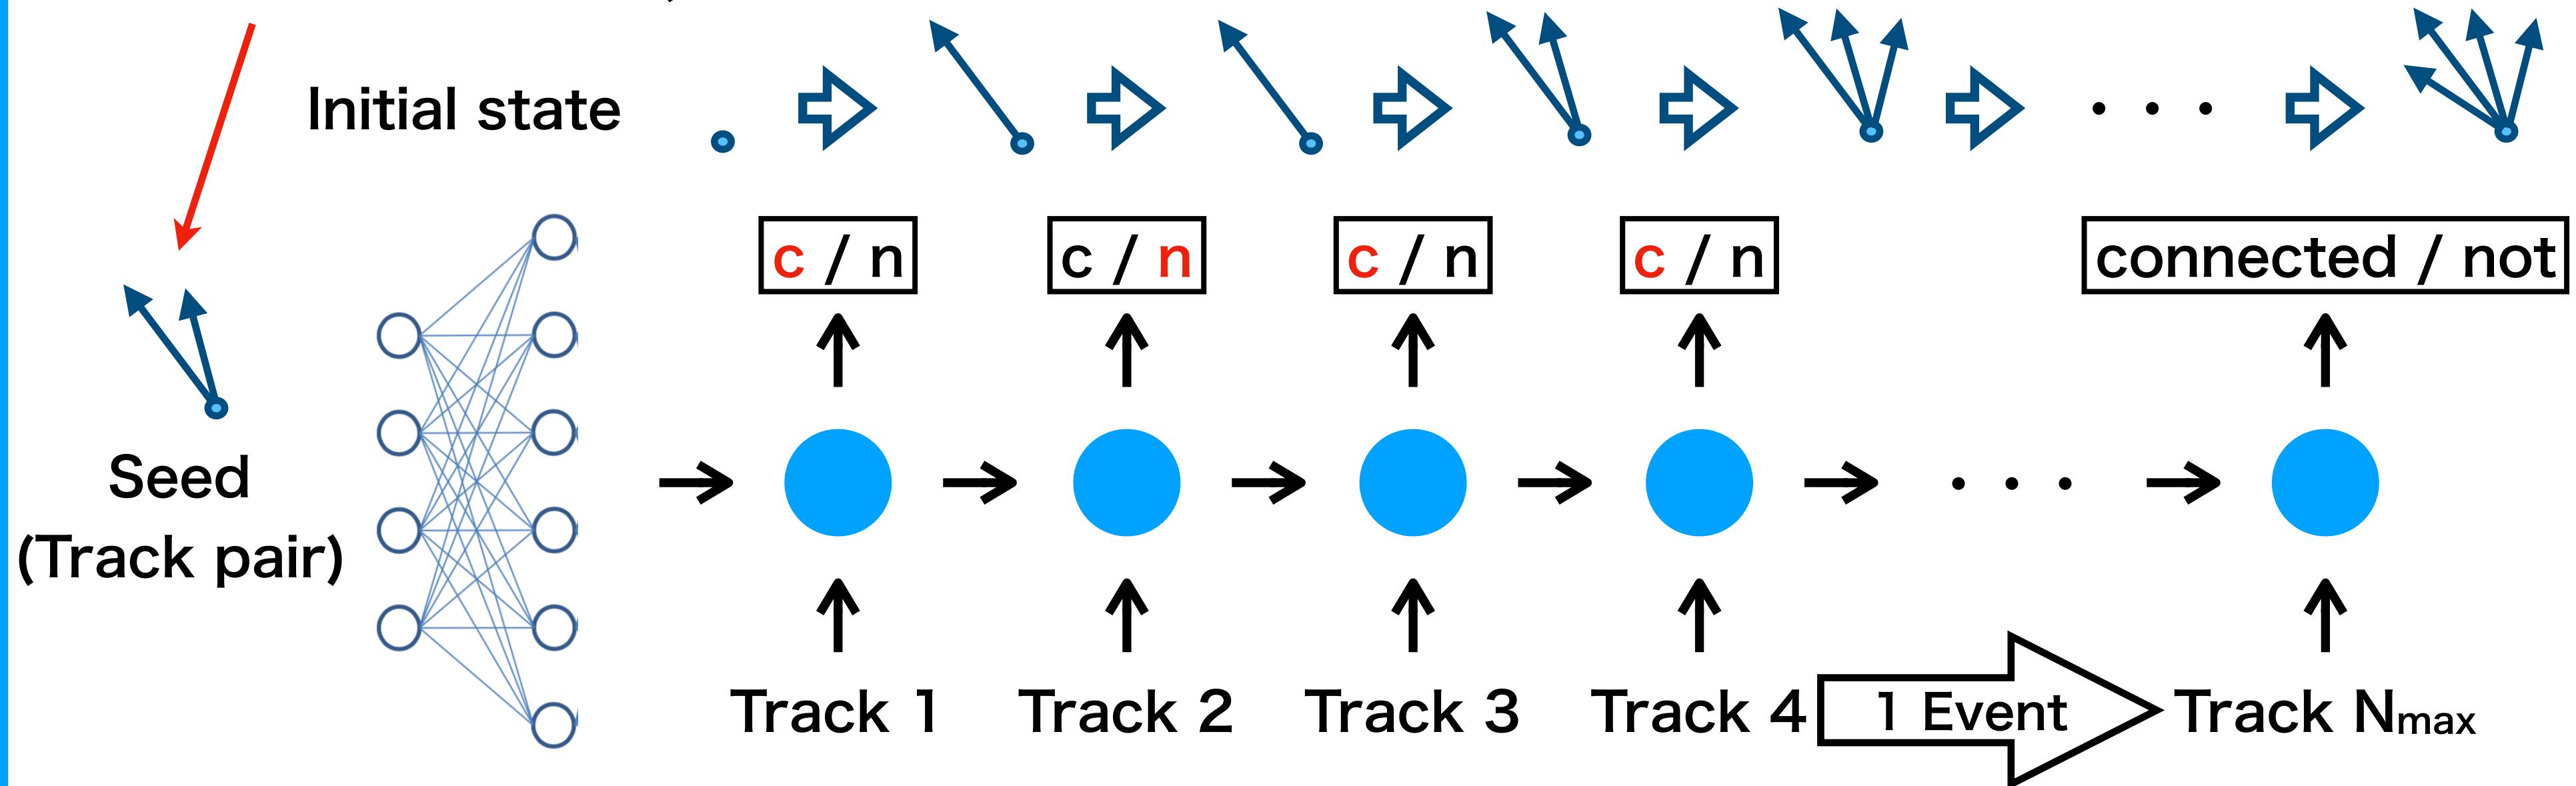 Initial state
c / n
c / n
c / n
c / n
connected / not
Seed
(Track pair)
Track 1
Track 2
Track 3
Track 4
1 Event
Track Nmax